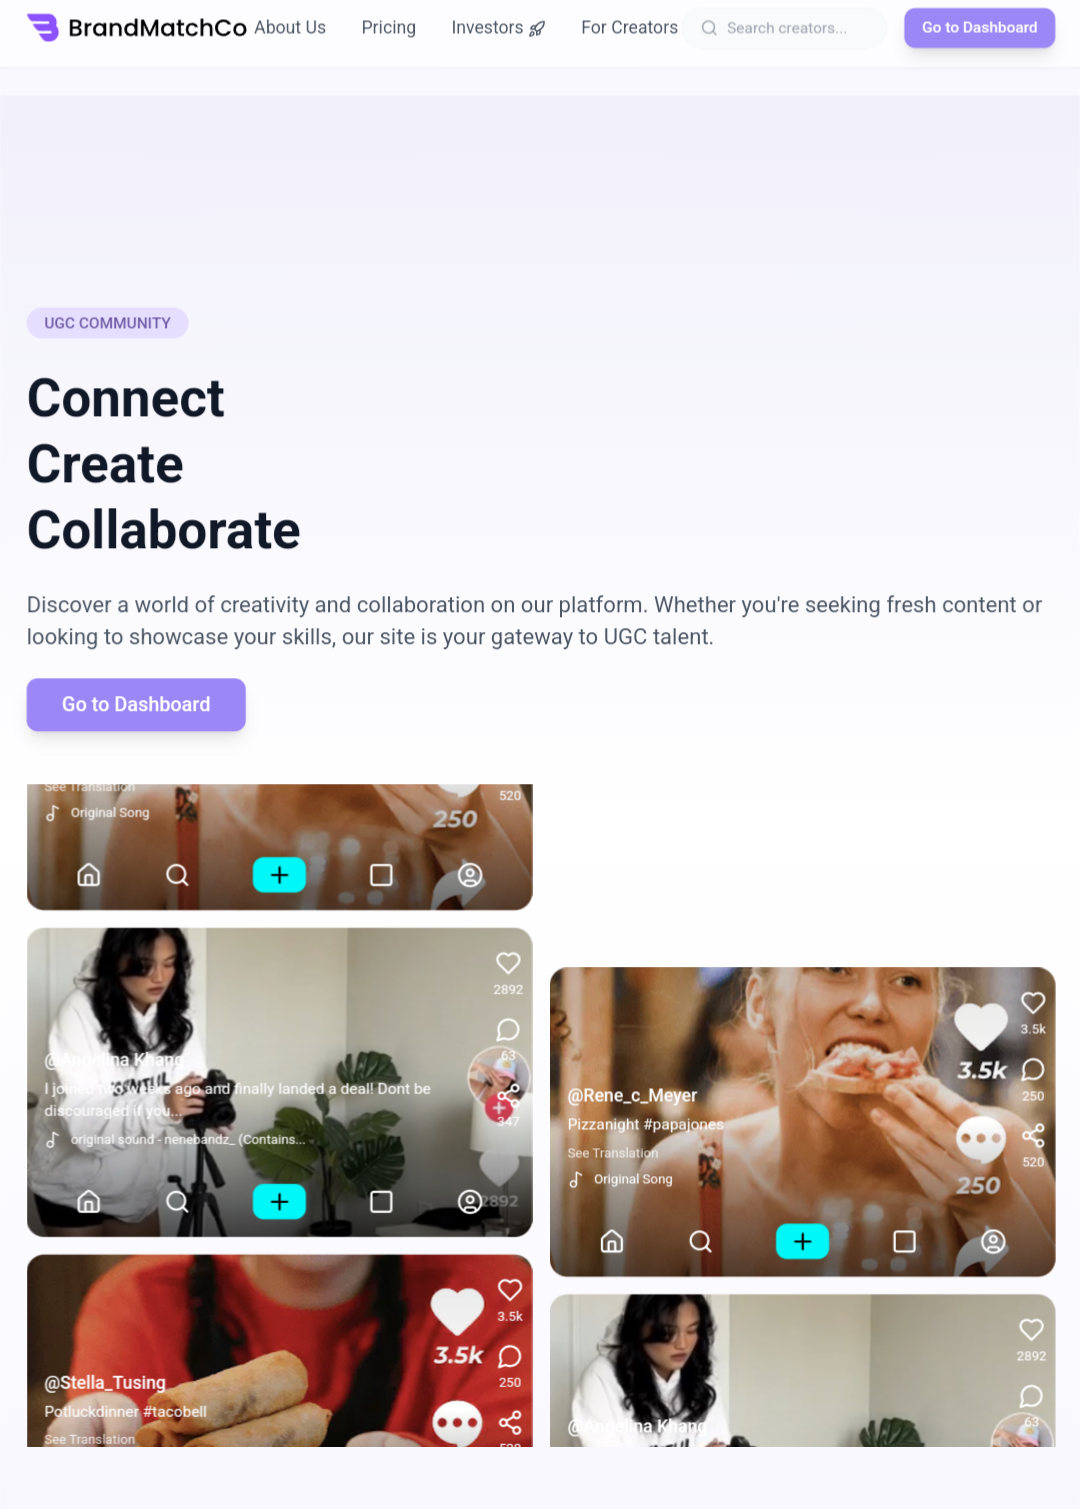 BrandMatchCo
About Us
Pricing
Investors
For Creators
Search creators...
Go to Dashboard
UGC COMMUNITY
Connect
Create
Collaborate
Discover a world of creativity and collaboration on our platform. Whether you're seeking fresh content or
looking to showcase your skills, our site is your gateway to UGC talent.
Go to Dashboard
See Translation
520
Original Song
250
2892
63
347
@Angelina Khang
I joined two weeks ago and finally landed a deal! Dont be
discouraged if you...
original sound - nenebandz_ (Contains...
2892
3.5k
3.5k
250
@Stella_Tusing
Potluckdinner #tacobell
See Translation
520
3.5k
3.5k
250
@Rene_c_Meyer
Pizzanight #papajones
See Translation
520
Original Song
250
2892
63
@Angelina Khang